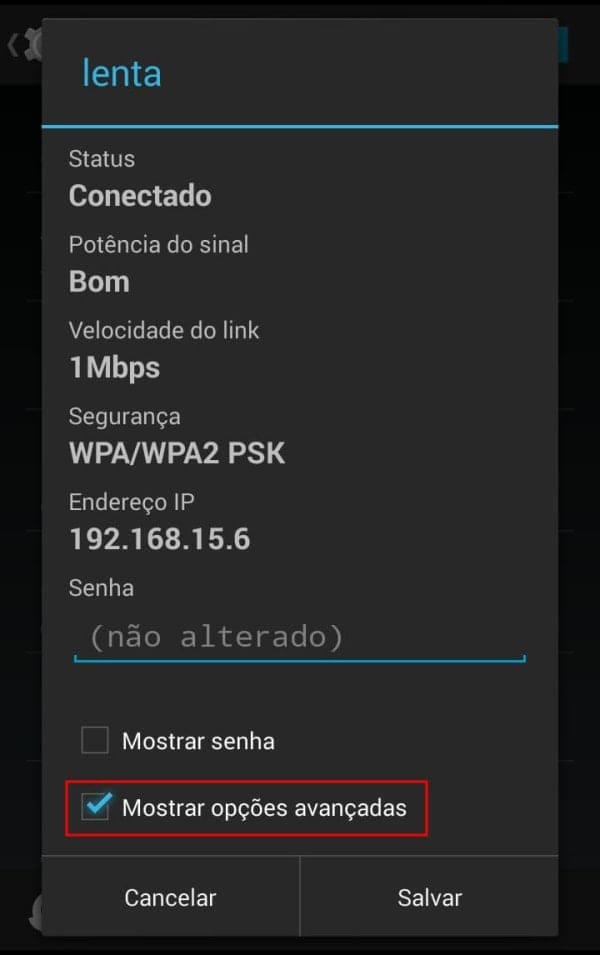 lenta
Status
Conectado
Potência do sinal
Bom
Velocidade do link
1Mbps
Segurança
WPA/WPA2 PSK
Endereço IP
192.168.15.6
Senha
(não alterado)
Mostrar senha
Mostrar opções avançadas
Cancelar
Salvar